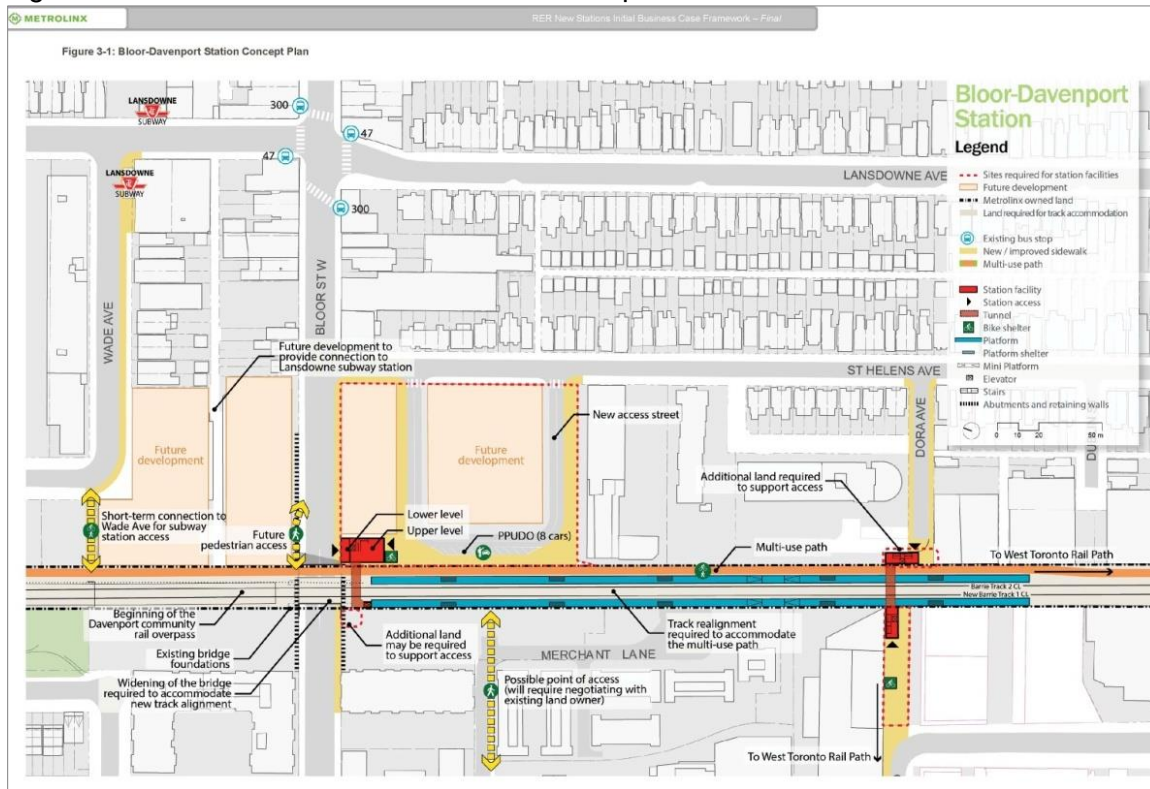 METROLINX
RER New Stations Initial Business Case Framework – Final
Figure 3-1: Bloor-Davenport Station Concept Plan
Bloor-Davenport
Station
Legend
Sites required for station facilities
Future development
Metrolinx owned land
Land required for track accommodation
Existing bus stop
New / improved sidewalk
Multi-use path
Station facility
Station access
Tunnel
Bike shelter
Platform
Platform shelter
Mini Platform
Elevator
Stairs
Abutments and retaining walls
0 10 20 50 m
LANSDOWNE
2
SUBWAY
300
47
47
LANSDOWNE
2
SUBWAY
300
LANSDOWNE AVE
WADE AVE
BLOOR ST W
Future development to
provide connection to
Lansdowne subway station
ST HELENS AVE
New access street
DORA AVE
Future
development
Future
development
Additional land required
to support access
Short-term connection to
Wade Ave for subway
station access
Future
pedestrian access
Lower level
Upper level
PPUDO (8 cars)
Multi-use path
To West Toronto Rail Path
Barrie Track 2 CL
New Barrie Track 1 CL
Beginning of the
Davenport community
rail overpass
Existing bridge
foundations
Widening of the bridge
required to accommodate
new track alignment
Additional land
may be required
to support access
MERCHANT LANE
Track realignment
required to accommodate
the multi-use path
Possible point of access
(will require negotiating with
existing land owner)
To West Toronto Rail Path